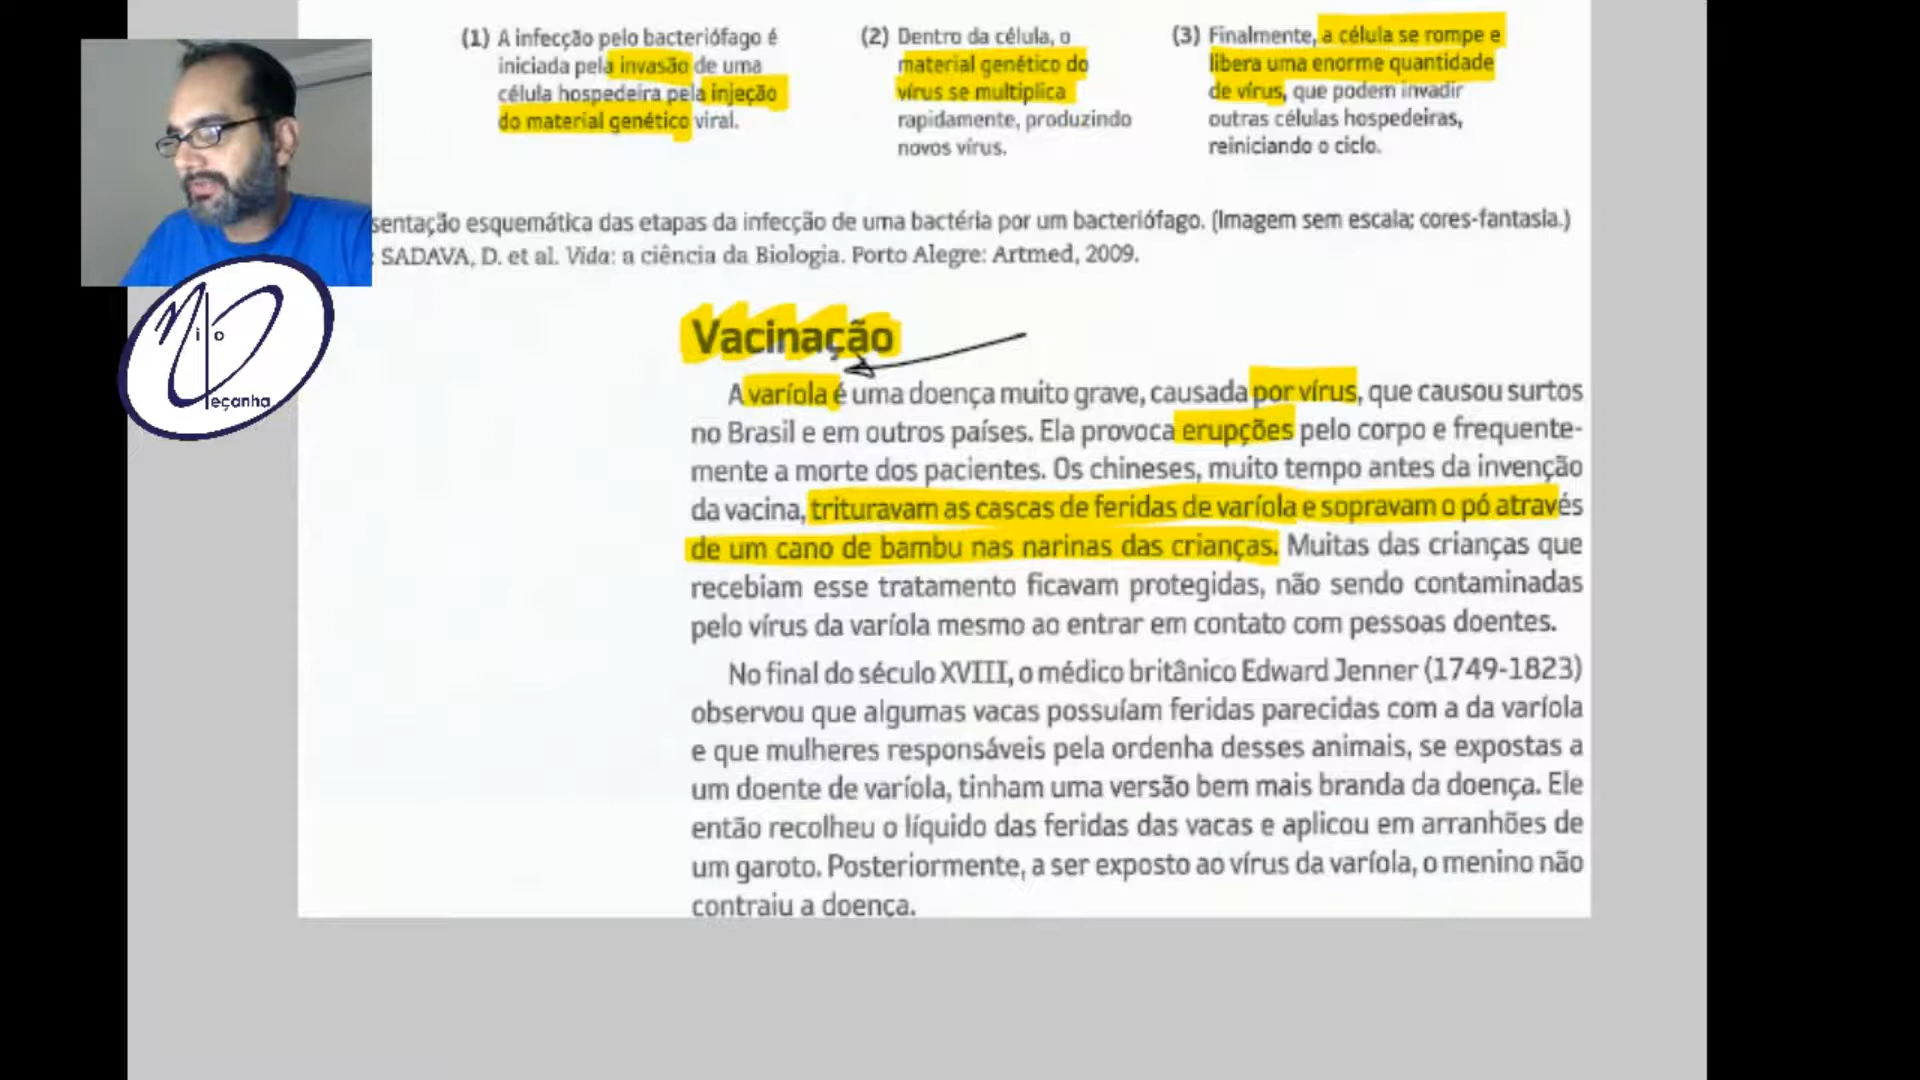 (1) A infecção pelo bacteriófago é
iniciada pela invasão de uma
célula hospedeira pela injeção
do material genético viral.
(2) Dentro da célula, o
material genético do
vírus se multiplica
rapidamente, produzindo
novos vírus.
(3) Finalmente, a célula se rompe e
libera uma enorme quantidade
de vírus, que podem invadir
outras células hospedeiras,
reiniciando o ciclo.
sentação esquemática das etapas da infecção de uma bactéria por um bacteriófago. (Imagem sem escala; cores-fantasia.)
: SADAVA, D. et al. Vida: a ciência da Biologia. Porto Alegre: Artmed, 2009.
Nilo
Peçanha
Vacinação
A varíola é uma doença muito grave, causada por vírus, que causou surtos
no Brasil e em outros países. Ela provoca erupções pelo corpo e frequente-
mente a morte dos pacientes. Os chineses, muito tempo antes da invenção
da vacina, trituravam as cascas de feridas de varíola e sopravam o pó através
de um cano de bambu nas narinas das crianças. Muitas das crianças que
recebiam esse tratamento ficavam protegidas, não sendo contaminadas
pelo vírus da varíola mesmo ao entrar em contato com pessoas doentes.
No final do século XVIII, o médico britânico Edward Jenner (1749-1823)
observou que algumas vacas possuíam feridas parecidas com a da varíola
e que mulheres responsáveis pela ordenha desses animais, se expostas a
um doente de varíola, tinham uma versão bem mais branda da doença. Ele
então recolheu o líquido das feridas das vacas e aplicou em arranhões de
um garoto. Posteriormente, a ser exposto ao vírus da varíola, o menino não
contraiu a doença.